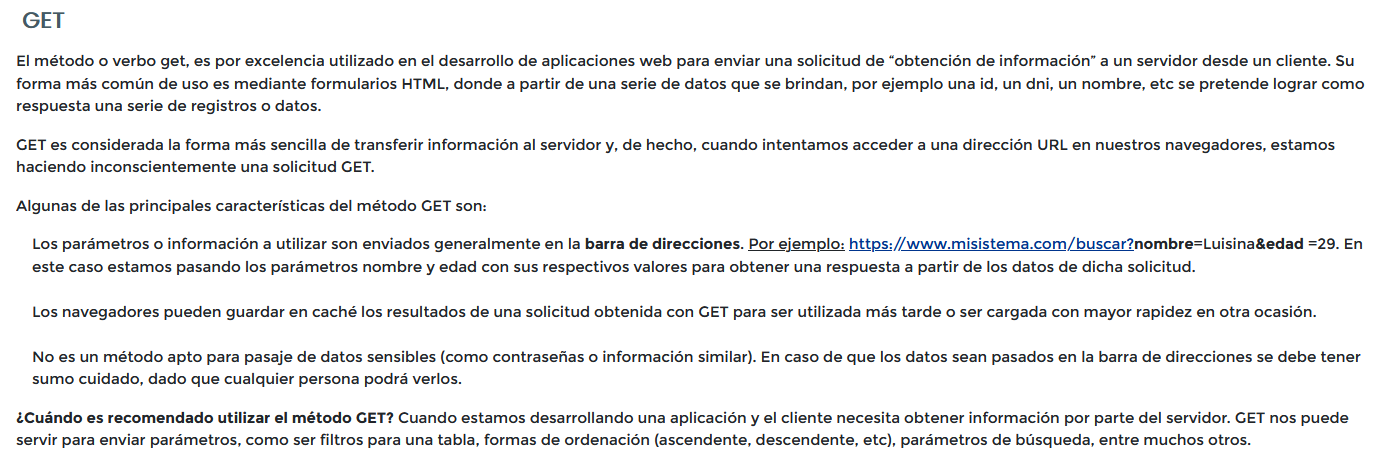 GET
El método o verbo get, es por excelencia utilizado en el desarrollo de aplicaciones web para enviar una solicitud de “obtención de información” a un servidor desde un cliente. Su
forma más común de uso es mediante formularios HTML, donde a partir de una serie de datos que se brindan, por ejemplo una id, un dni, un nombre, etc se pretende lograr como
respuesta una serie de registros o datos.
GET es considerada la forma más sencilla de transferir información al servidor y, de hecho, cuando intentamos acceder a una dirección URL en nuestros navegadores, estamos
haciendo inconscientemente una solicitud GET.
Algunas de las principales características del método GET son:
Los parámetros o información a utilizar son enviados generalmente en la barra de direcciones. Por ejemplo: https://www.misistema.com/buscar?nombre=Luisina&edad =29. En
este caso estamos pasando los parámetros nombre y edad con sus respectivos valores para obtener una respuesta a partir de los datos de dicha solicitud.
Los navegadores pueden guardar en caché los resultados de una solicitud obtenida con GET para ser utilizada más tarde o ser cargada con mayor rapidez en otra ocasión.
No es un método apto para pasaje de datos sensibles (como contraseñas o información similar). En caso de que los datos sean pasados en la barra de direcciones se debe tener
sumo cuidado, dado que cualquier persona podrá verlos.
¿Cuándo es recomendado utilizar el método GET? Cuando estamos desarrollando una aplicación y el cliente necesita obtener información por parte del servidor. GET nos puede
servir para enviar parámetros, como ser filtros para una tabla, formas de ordenación (ascendente, descendente, etc), parámetros de búsqueda, entre muchos otros.